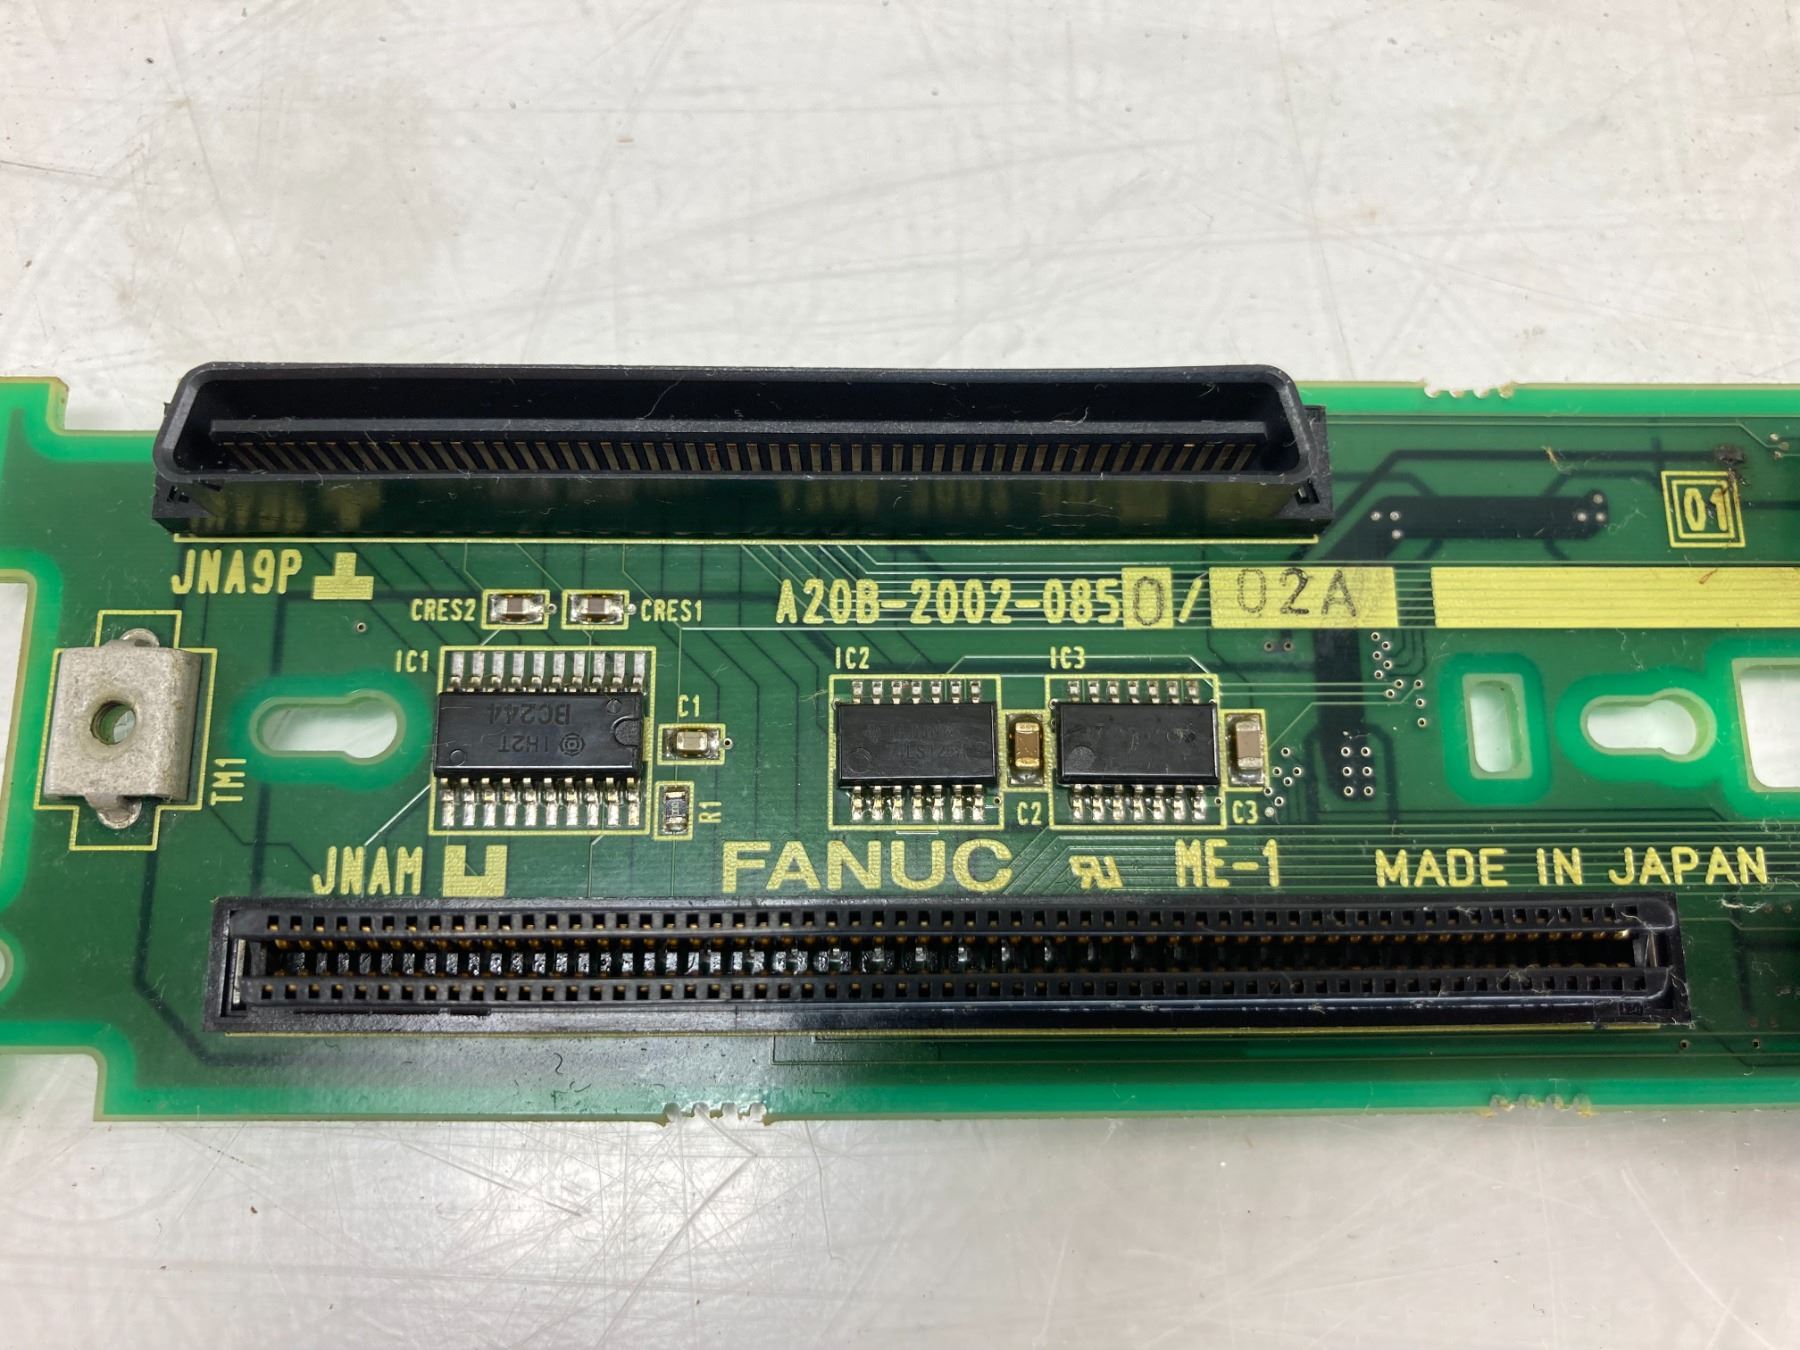 01
JNA9P
CRES2
CRES1
A20B-2002-0850/02A
IC1
IC2
IC3
BC244
1H2T
C1
TM1
R1
C2
C3
JNAM
FANUC
ME-1
MADE IN JAPAN